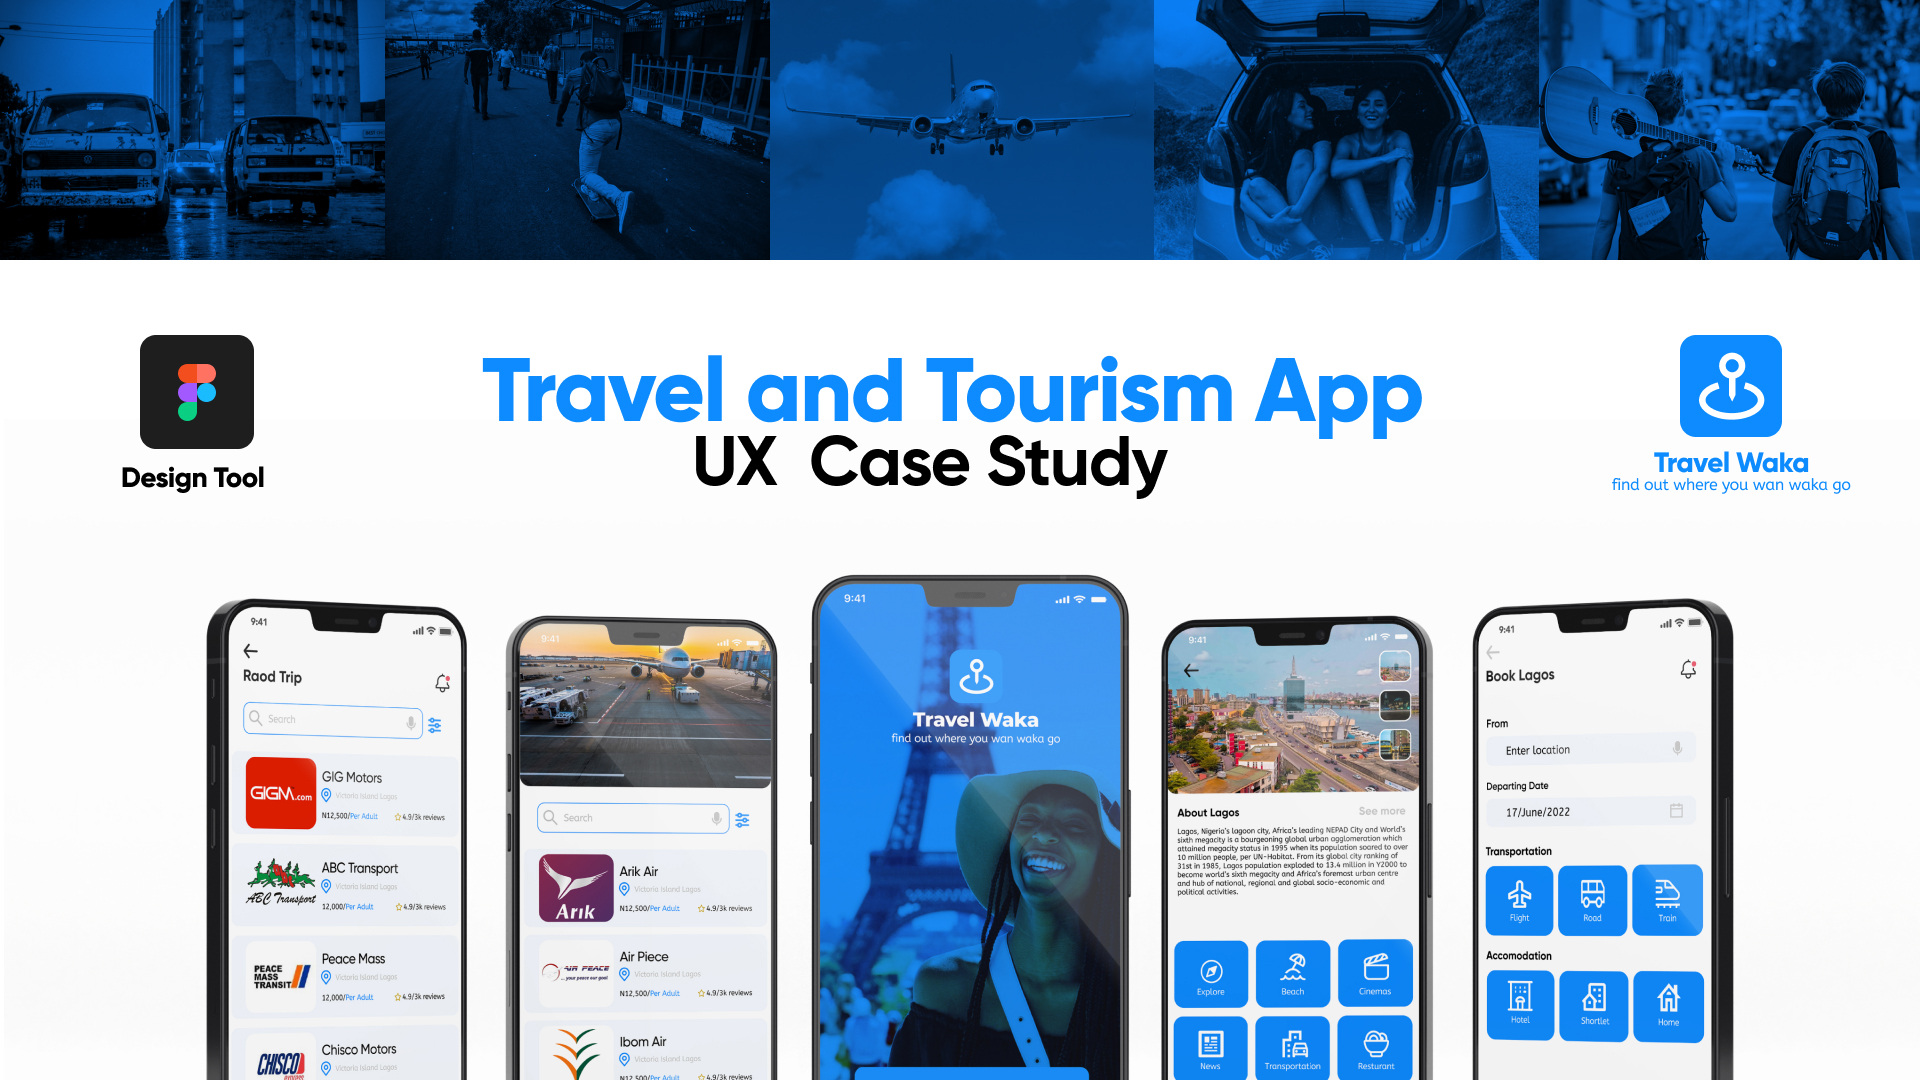 Design Tool
Travel and Tourism App
UX Case Study
Travel Waka
find out where you wan waka go
9:41
Raod Trip
Search
GIGM.com
GIG Motors
Victoria Island Lagos
N12,500/Per Adult
4.9/3k reviews
ABC Transport
ABC Transport
Victoria Island Lagos
12,000/Per Adult
4.9/3k reviews
PEACE
MASS
TRANSIT
Peace Mass
Victoria Island Lagos
12,000/Per Adult
4.9/3k reviews
CHISCO
Chisco Motors
Victoria Island Lagos
9:41
Search
Arik
Arik Air
Victoria Island Lagos
N12,500/Per Adult
4.9/3k reviews
AIR PEACE
... your peace our goal
Air Piece
Victoria Island Lagos
N12,500/Per Adult
4.9/3k reviews
Ibom Air
Victoria Island Lagos
N12,500/Per Adult
4.9/3k reviews
9:41
Travel Waka
find out where you wan waka go
9:41
About Lagos
See more
Lagos, Nigeria's lagoon city, Africa's leading NEPAD City and World's
sixth megacity is a bourgeoning global urban agglomeration which
attained megacity status in 1995 when its population soared to over
10 million people, per UN-Habitat. From its global city ranking of
31st in 1985, Lagos population exploded to 13.4 million in Y2000 to
become world's sixth megacity and Africa's foremost urban centre
and hub of national, regional and global socio-economic and
political activities.
Explore
Beach
Cinemas
News
Transportation
Resturant
9:41
Book Lagos
From
Enter location
Departing Date
17/June/2022
Transportation
Flight
Road
Train
Accomodation
Hotel
Shortlet
Home